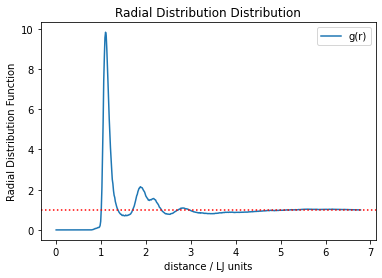 Radial Distribution Distribution
g(r)
Radial Distribution Function
10
8
6
4
2
0
0 1 2 3 4 5 6 7
distance / LJ units